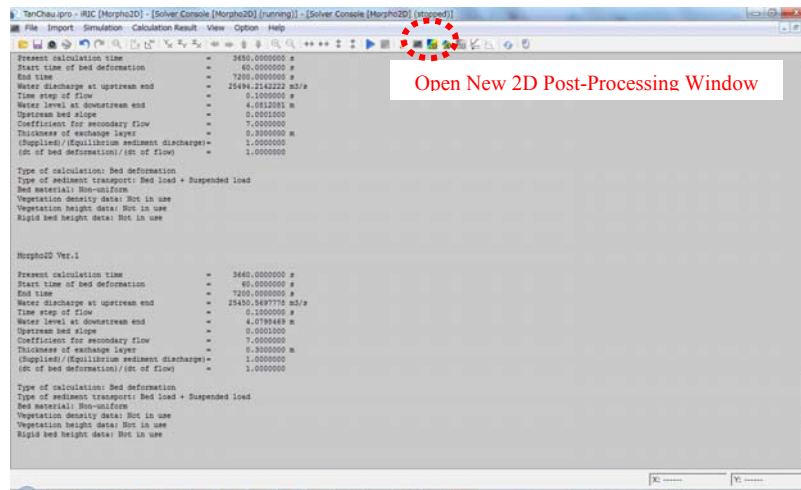 TanChau.ipro - iRIC [Morpho2D] - [Solver Console [Morpho2D] (running)] - [Solver Console [Morpho2D] (stopped)]
File Import Simulation Calculation Result View Option Help
Open New 2D Post-Processing Window
Present calculation time = 3650.0000000 s
Start time of bed deformation = 60.0000000 s
End time = 7200.0000000 s
Water discharge at upstream end = 25494.2142222 m3/s
Time step of flow = 0.1000000 s
Water level at downstream end = 4.0812081 m
Upstream bed slope = 0.0001000
Coefficient for secondary flow = 7.0000000
Thickness of exchange layer = 0.3000000 m
(Supplied)/(Equilibrium sediment discharge)= 1.0000000
(dt of bed deformation)/(dt of flow) = 1.0000000
Type of calculation: Bed deformation
Type of sediment transport: Bed load + Suspended load
Bed material: Non-uniform
Vegetation density data: Not in use
Vegetation height data: Not in use
Rigid bed height data: Not in use
Morpho2D Ver.1
Present calculation time = 3660.0000000 s
Start time of bed deformation = 60.0000000 s
End time = 7200.0000000 s
Water discharge at upstream end = 25450.5697778 m3/s
Time step of flow = 0.1000000 s
Water level at downstream end = 4.0795469 m
Upstream bed slope = 0.0001000
Coefficient for secondary flow = 7.0000000
Thickness of exchange layer = 0.3000000 m
(Supplied)/(Equilibrium sediment discharge)= 1.0000000
(dt of bed deformation)/(dt of flow) = 1.0000000
Type of calculation: Bed deformation
Type of sediment transport: Bed load + Suspended load
Bed material: Non-uniform
Vegetation density data: Not in use
Vegetation height data: Not in use
Rigid bed height data: Not in use
X: ------ Y: ------